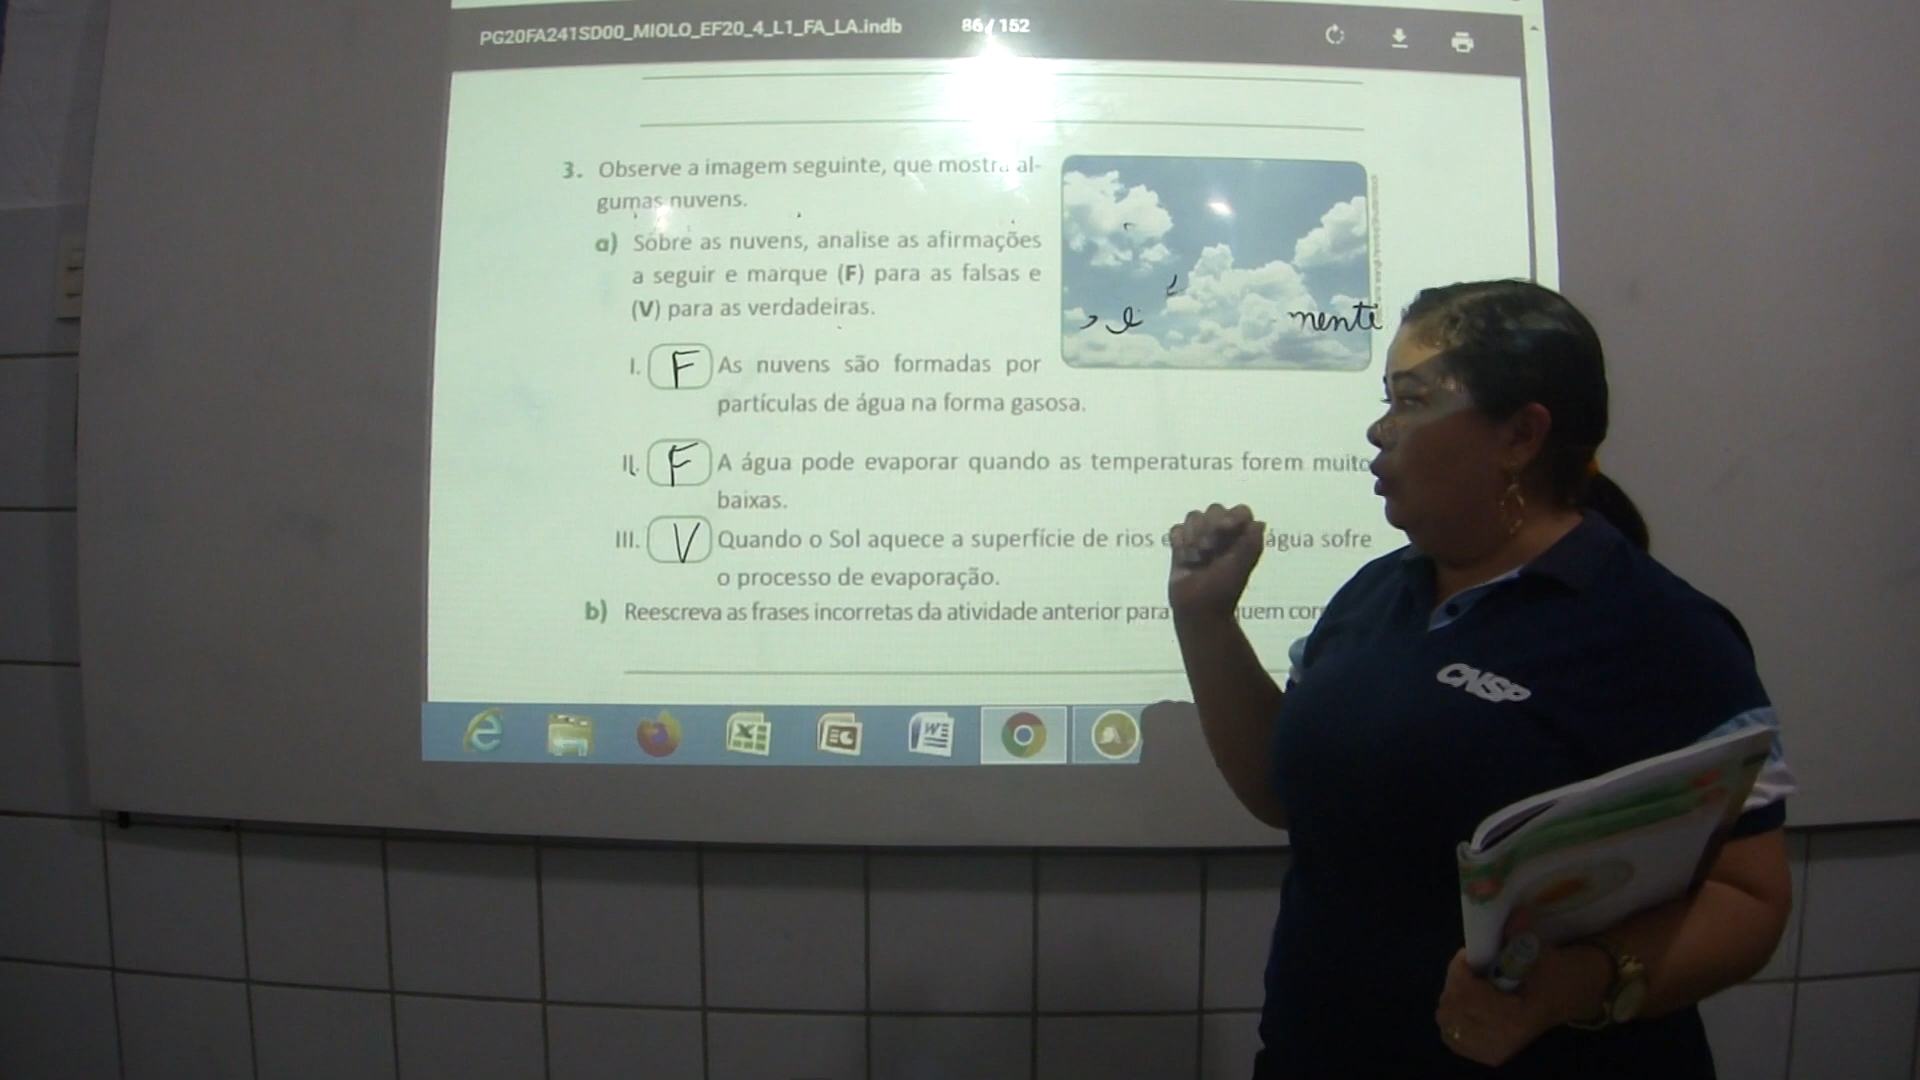 PG20FA241SD00_MIOLO_EF20_4_L1_FA_LA.indb 86 / 152
3. Observe a imagem seguinte, que mostra al-
gumas nuvens.
a) Sobre as nuvens, analise as afirmações
a seguir e marque (F) para as falsas e
(V) para as verdadeiras.
mente
I. F As nuvens são formadas por
partículas de água na forma gasosa.
II. F A água pode evaporar quando as temperaturas forem muito
baixas.
III. V Quando o Sol aquece a superfície de rios água sofre
o processo de evaporação.
b) Reescreva as frases incorretas da atividade anterior para
CNSP